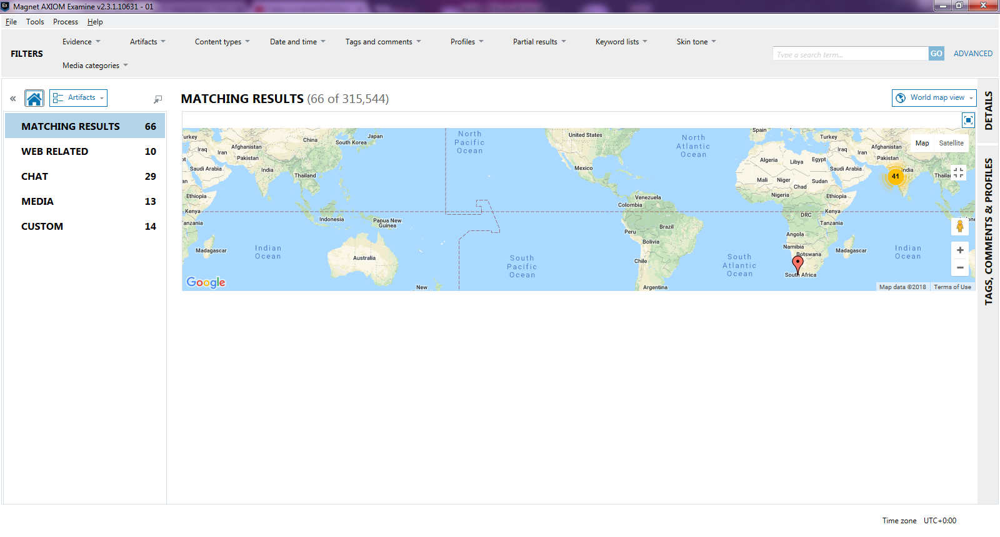 Ex Magnet AXIOM Examine v2.3.1.10631 - 01
File Tools Process Help
FILTERS
Evidence Artifacts Content types Date and time Tags and comments Profiles Partial results Keyword lists Skin tone
Media categories
Type a search term... GO ADVANCED
« Artifacts
MATCHING RESULTS (66 of 315,544)
World map view
MATCHING RESULTS 66
WEB RELATED 10
CHAT 29
MEDIA 13
CUSTOM 14
DETAILS
TAGS, COMMENTS & PROFILES
Map Satellite
urkey
Iraq
Iran
Afghanistan
Pakistan
China
Japan
South Korea
Saudi Arabia
India
Thailand
an
Ethiopia
Kenya
anzania
Madagascar
Indonesia
Papua New
Guinea
Indian
Ocean
Australia
New
North
Pacific
Ocean
South
Pacific
Ocean
United States
Mexico
Venezuela
Colombia
Brazil
Peru
Bolivia
Chile
Argentina
North
Atlantic
Ocean
South
Atlantic
Ocean
Spain
Turkey
Iraq
Iran
Afghanistan
Pakistan
Algeria
Libya
Egypt
Saudi Arabia
India
41
Thailar
Mali
Niger
Chad
Sudan
Nigeria
Ethiopia
DRC
Kenya
Tanzania
Angola
Namibia
Botswana
Madagascar
South Africa
Indian
Ocean
Google
+
−
Map data ©2018 Terms of Use
Time zone UTC+0:00